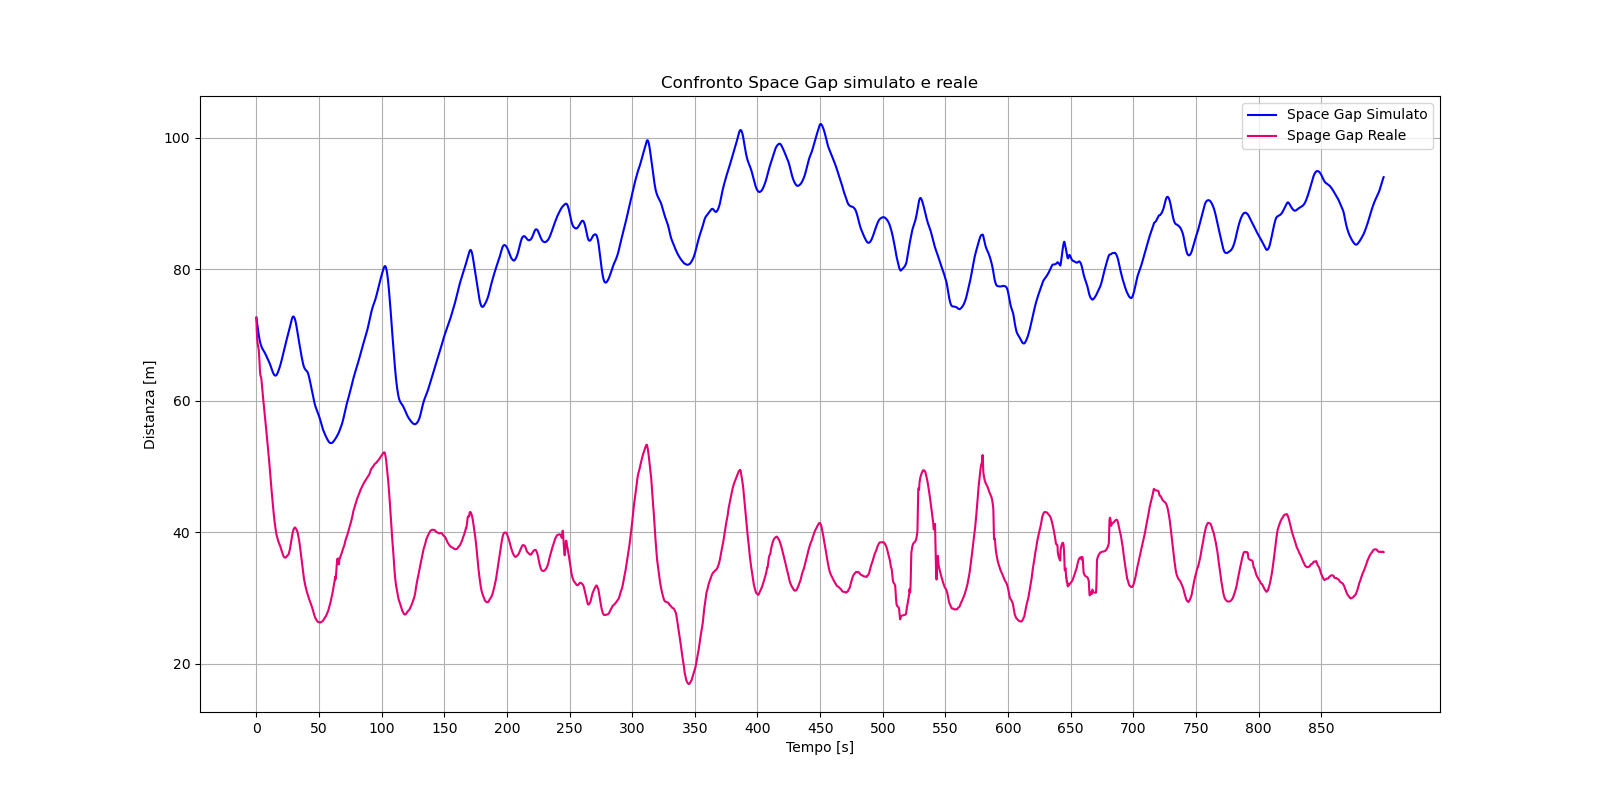 Confronto Space Gap simulato e reale
Space Gap Simulato
Spage Gap Reale
Distanza [m]
100
80
60
40
20
0 50 100 150 200 250 300 350 400 450 500 550 600 650 700 750 800 850
Tempo [s]